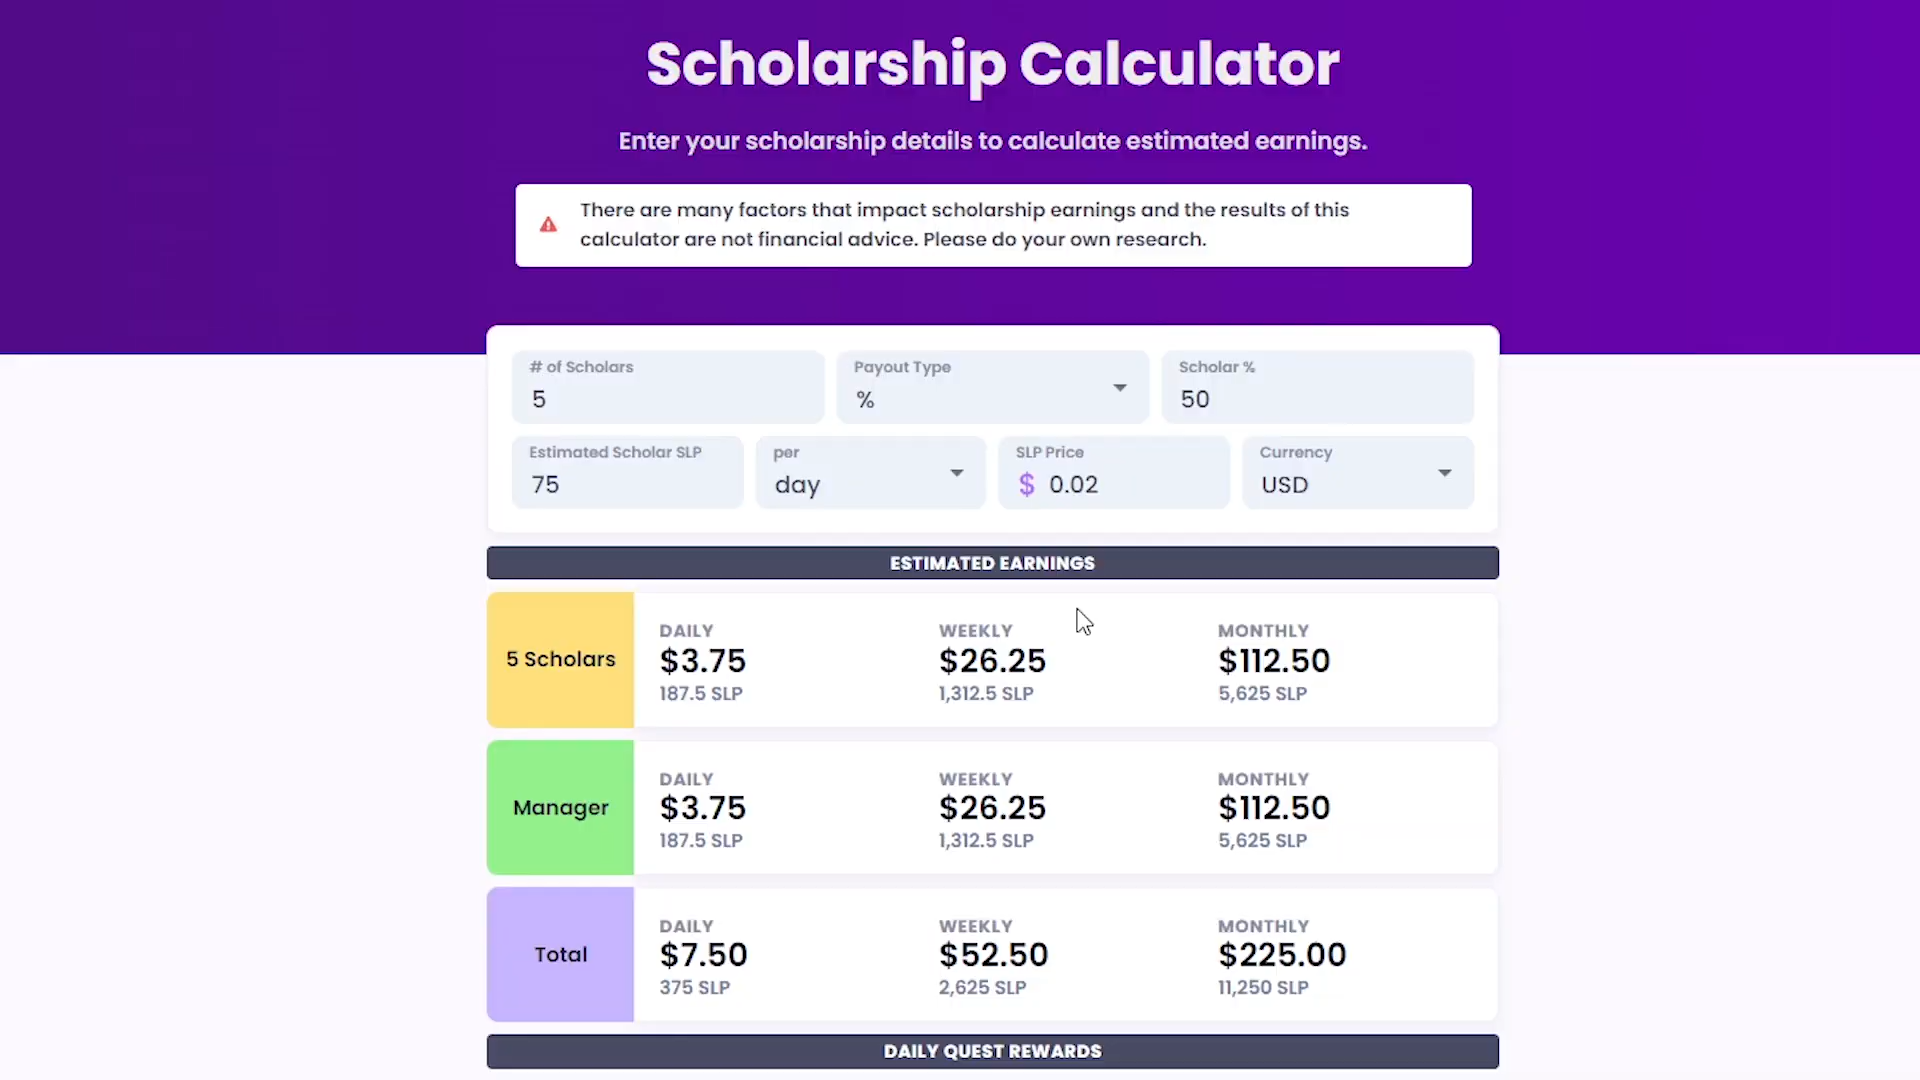 Scholarship Calculator
Enter your scholarship details to calculate estimated earnings.
There are many factors that impact scholarship earnings and the results of this
calculator are not financial advice. Please do your own research.
# of Scholars
5
Payout Type
%
Scholar %
50
Estimated Scholar SLP
75
per
day
SLP Price
$ 0.02
Currency
USD
ESTIMATED EARNINGS
5 Scholars
DAILY
$3.75
187.5 SLP
WEEKLY
$26.25
1,312.5 SLP
MONTHLY
$112.50
5,625 SLP
Manager
DAILY
$3.75
187.5 SLP
WEEKLY
$26.25
1,312.5 SLP
MONTHLY
$112.50
5,625 SLP
Total
DAILY
$7.50
375 SLP
WEEKLY
$52.50
2,625 SLP
MONTHLY
$225.00
11,250 SLP
DAILY QUEST REWARDS